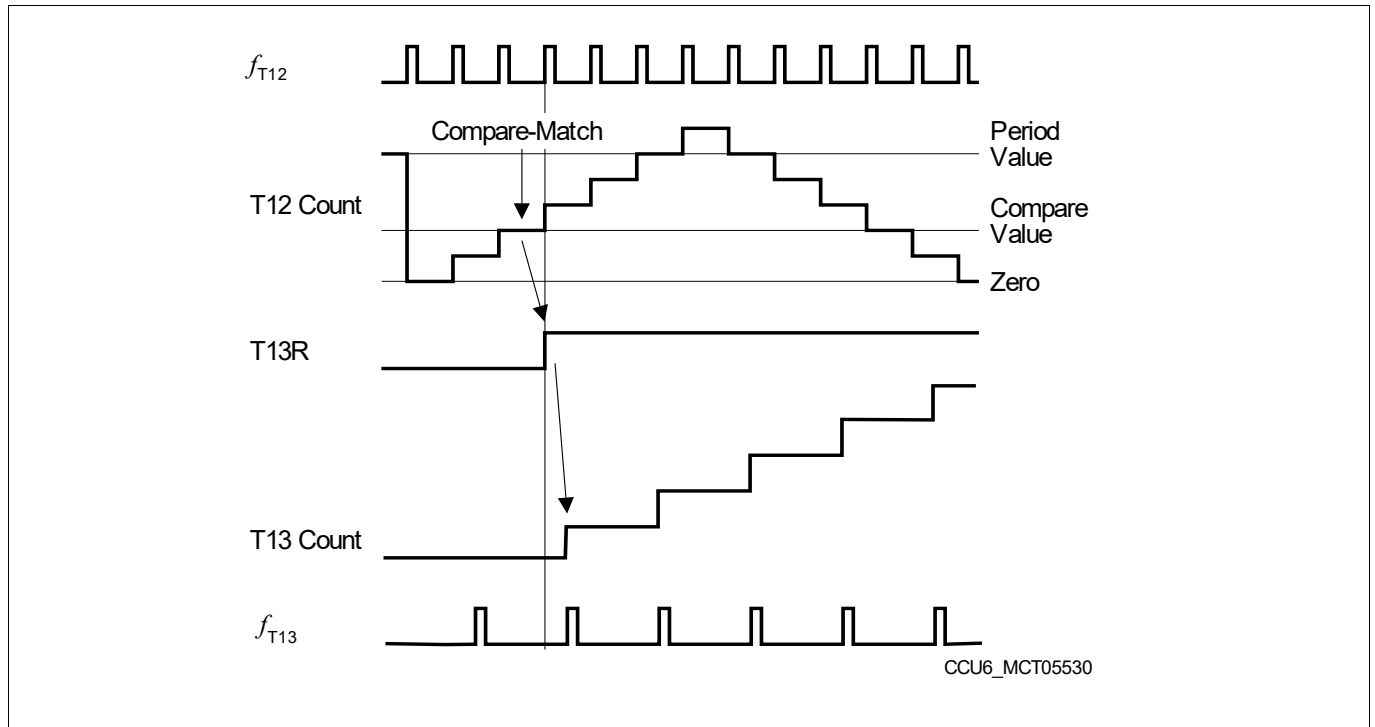 fT12
Compare-Match
Period
Value
T12 Count
Compare
Value
Zero
T13R
T13 Count
fT13
CCU6_MCT05530